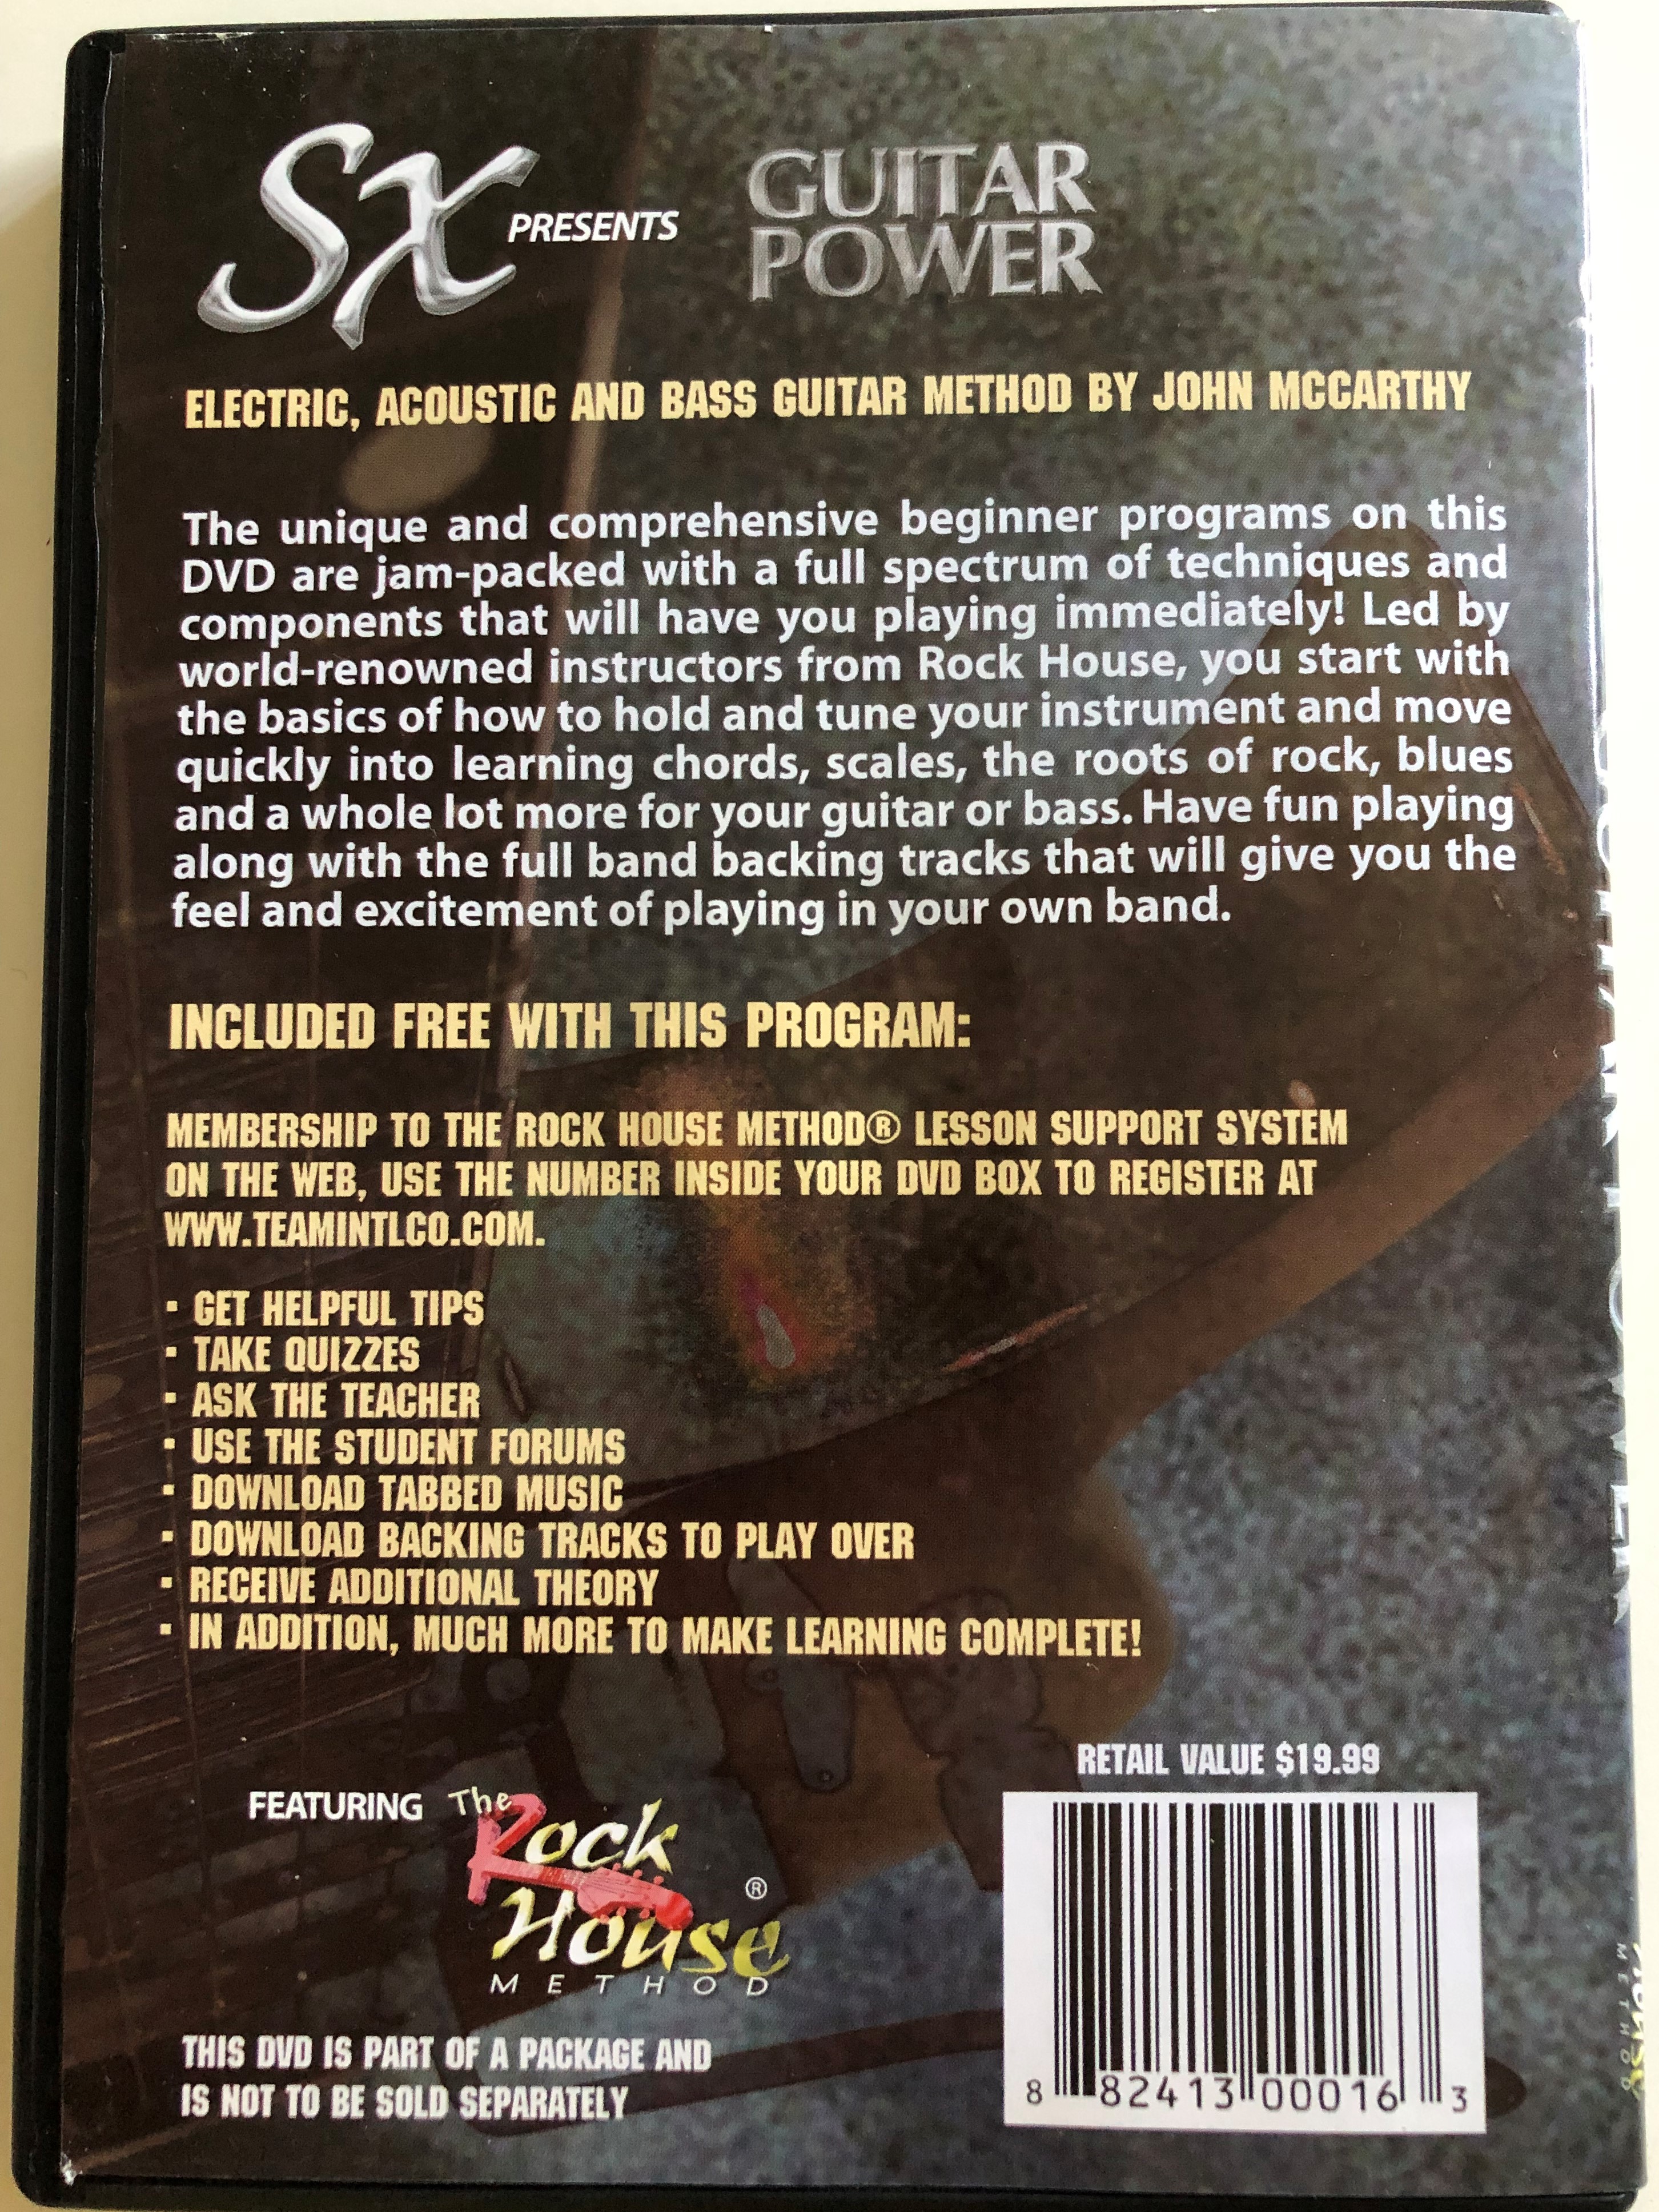 SX PRESENTS GUITAR
POWER
ELECTRIC, ACOUSTIC AND BASS GUITAR METHOD BY JOHN MCCARTHY
The unique and comprehensive beginner programs on this
DVD are jam-packed with a full spectrum of techniques and
components that will have you playing immediately! Led by
world-renowned instructors from Rock House, you start with
the basics of how to hold and tune your instrument and move
quickly into learning chords, scales, the roots of rock, blues
and a whole lot more for your guitar or bass. Have fun playing
along with the full band backing tracks that will give you the
feel and excitement of playing in your own band.
INCLUDED FREE WITH THIS PROGRAM:
MEMBERSHIP TO THE ROCK HOUSE METHOD® LESSON SUPPORT SYSTEM
ON THE WEB, USE THE NUMBER INSIDE YOUR DVD BOX TO REGISTER AT
WWW.TEAMINTLCO.COM.
▪ GET HELPFUL TIPS
▪ TAKE QUIZZES
▪ ASK THE TEACHER
▪ USE THE STUDENT FORUMS
▪ DOWNLOAD TABBED MUSIC
▪ DOWNLOAD BACKING TRACKS TO PLAY OVER
▪ RECEIVE ADDITIONAL THEORY
▪ IN ADDITION, MUCH MORE TO MAKE LEARNING COMPLETE!
RETAIL VALUE $19.99
FEATURING The
Rock
House ®
METHOD
THIS DVD IS PART OF A PACKAGE AND
IS NOT TO BE SOLD SEPARATELY
8 82413 00016 3
GUITAR POWER
House
METHOD